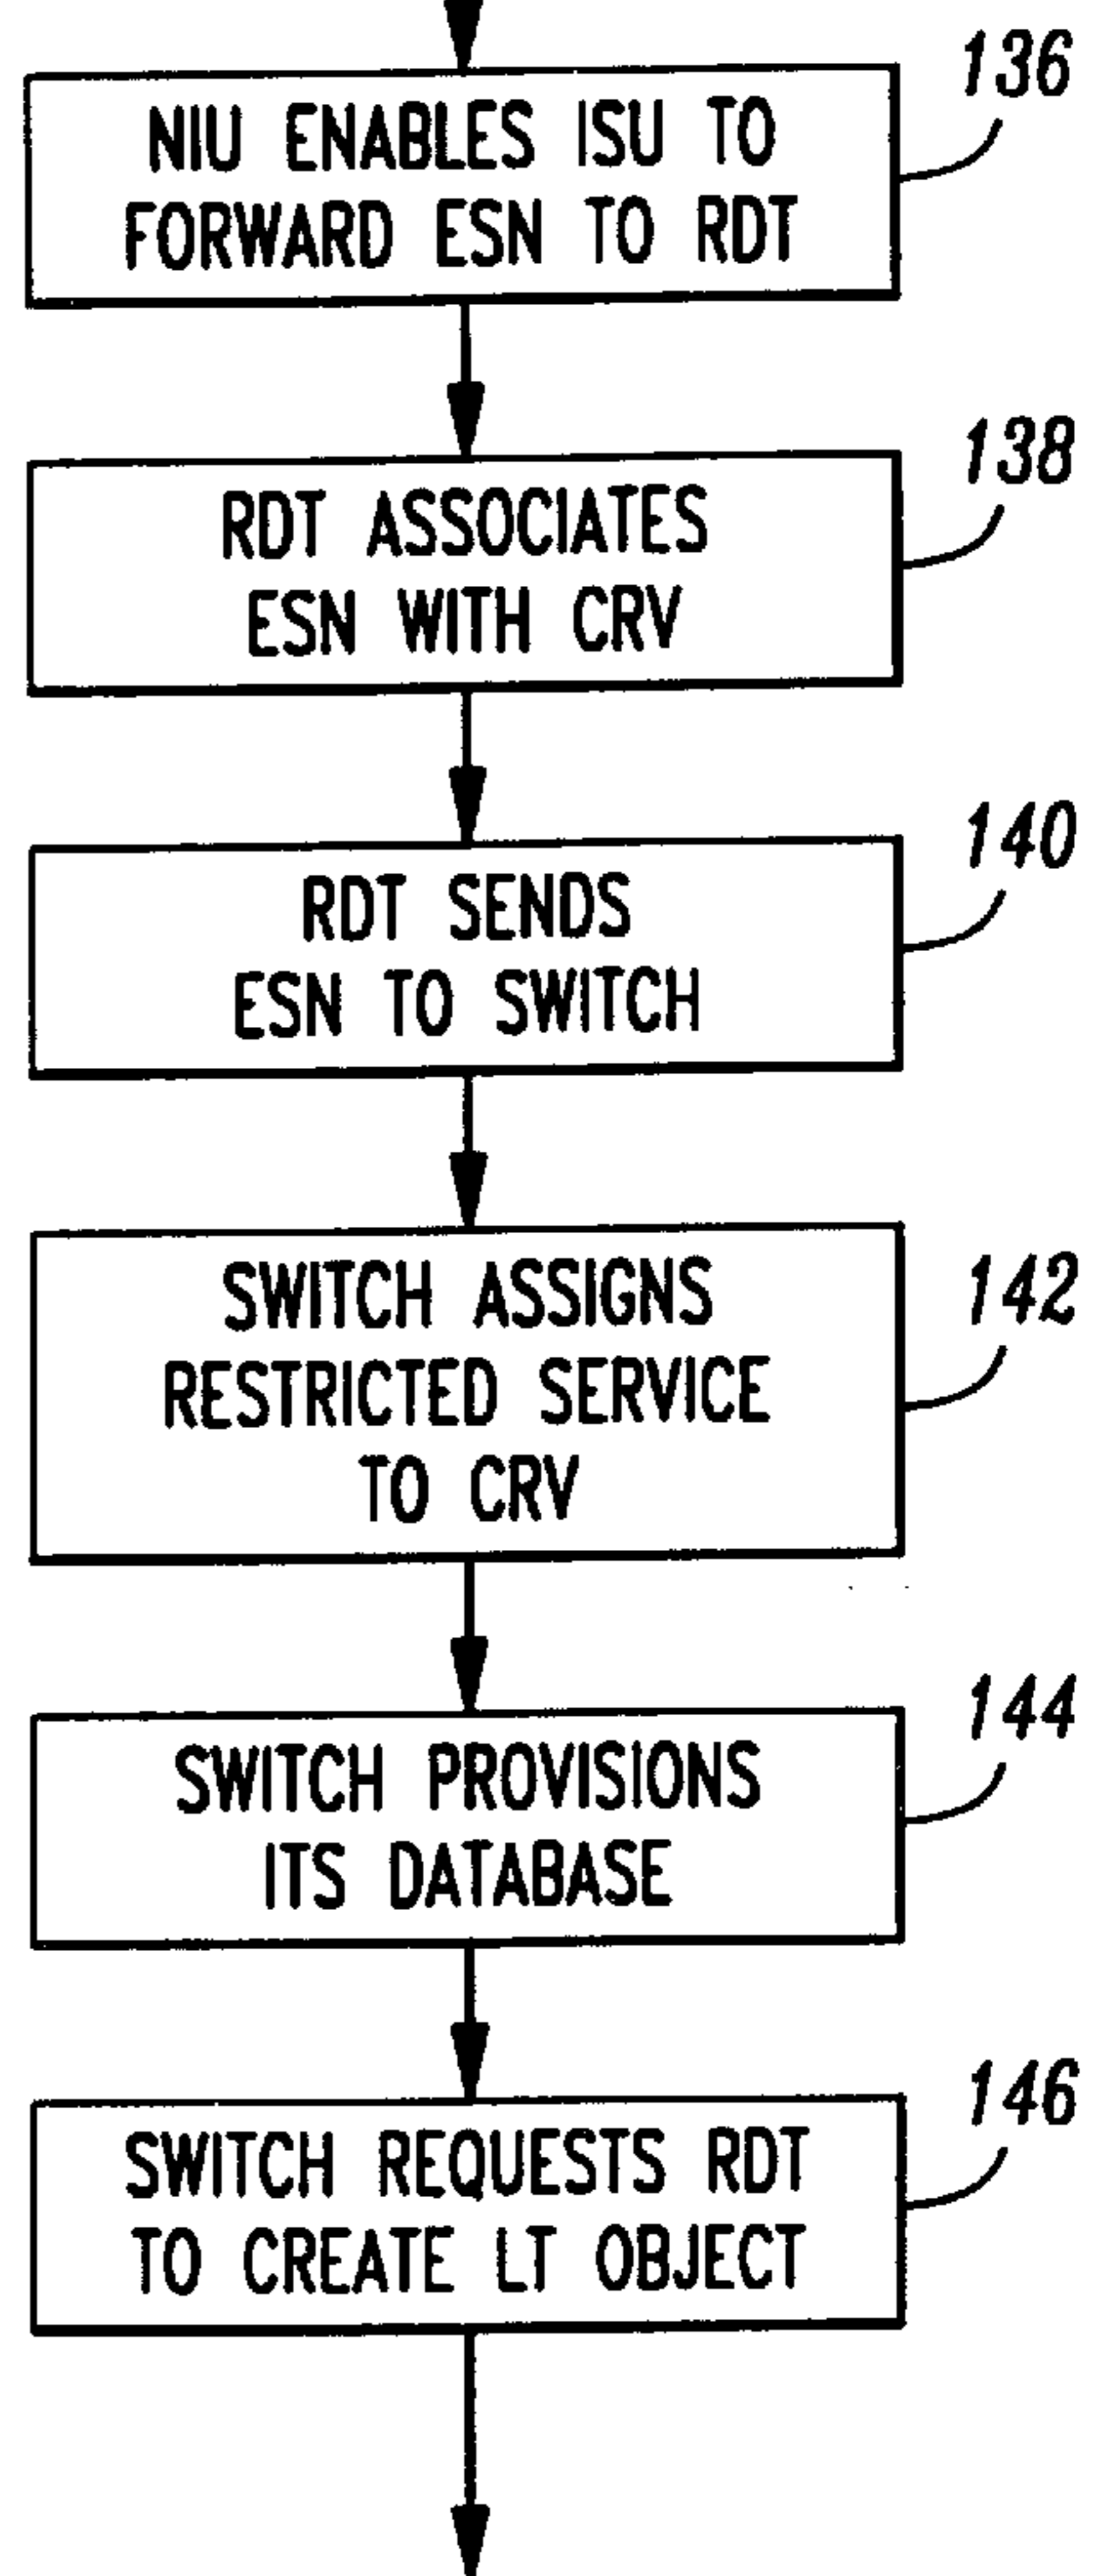 136
NIU ENABLES ISU TO
FORWARD ESN TO RDT
138
RDT ASSOCIATES
ESN WITH CRV
140
RDT SENDS
ESN TO SWITCH
142
SWITCH ASSIGNS
RESTRICTED SERVICE
TO CRV
144
SWITCH PROVISIONS
ITS DATABASE
146
SWITCH REQUESTS RDT
TO CREATE LT OBJECT